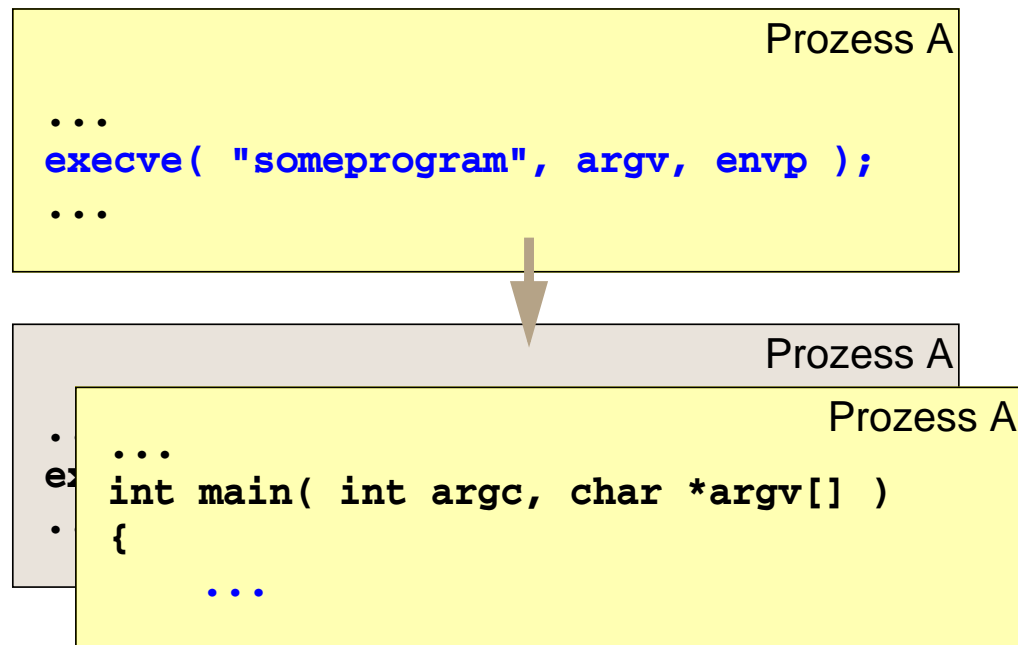 Prozess A
...
execve( "someprogram", argv, envp );
...
Prozess A
Prozess A
...
int main( int argc, char *argv[] )
{
...